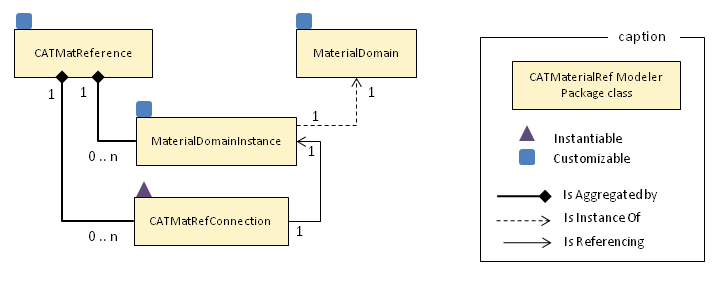 CATMatReference
MaterialDomain
caption
CATMaterialRef Modeler
Package class
1
1
1
1
MaterialDomainInstance
1
0 .. n
Instantiable
Customizable
CATMatRefConnection
Is Aggregated by
Is Instance Of
0 .. n
1
Is Referencing